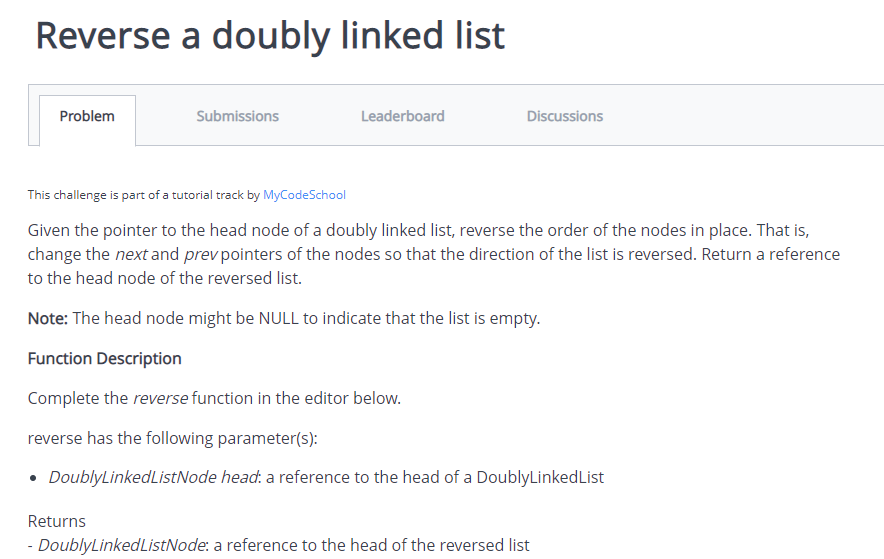 Reverse a doubly linked list
Problem
Submissions
Leaderboard
Discussions
This challenge is part of a tutorial track by MyCodeSchool
Given the pointer to the head node of a doubly linked list, reverse the order of the nodes in place. That is,
change the next and prev pointers of the nodes so that the direction of the list is reversed. Return a reference
to the head node of the reversed list.
Note: The head node might be NULL to indicate that the list is empty.
Function Description
Complete the reverse function in the editor below.
reverse has the following parameter(s):
• DoublyLinkedListNode head: a reference to the head of a DoublyLinkedList
Returns
- DoublyLinkedListNode: a reference to the head of the reversed list